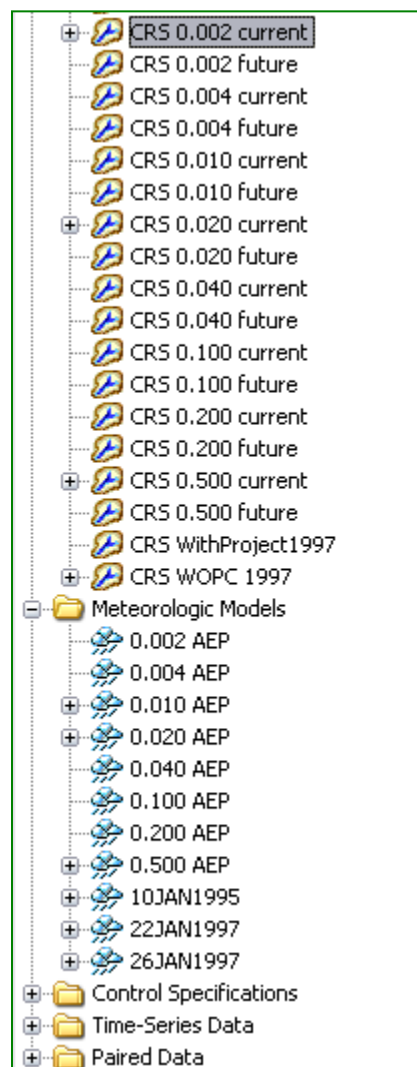 CRS 0.002 current
CRS 0.002 future
CRS 0.004 current
CRS 0.004 future
CRS 0.010 current
CRS 0.010 future
CRS 0.020 current
CRS 0.020 future
CRS 0.040 current
CRS 0.040 future
CRS 0.100 current
CRS 0.100 future
CRS 0.200 current
CRS 0.200 future
CRS 0.500 current
CRS 0.500 future
CRS WithProject1997
CRS WOPC 1997
Meteorologic Models
0.002 AEP
0.004 AEP
0.010 AEP
0.020 AEP
0.040 AEP
0.100 AEP
0.200 AEP
0.500 AEP
10JAN1995
22JAN1997
26JAN1997
Control Specifications
Time-Series Data
Paired Data